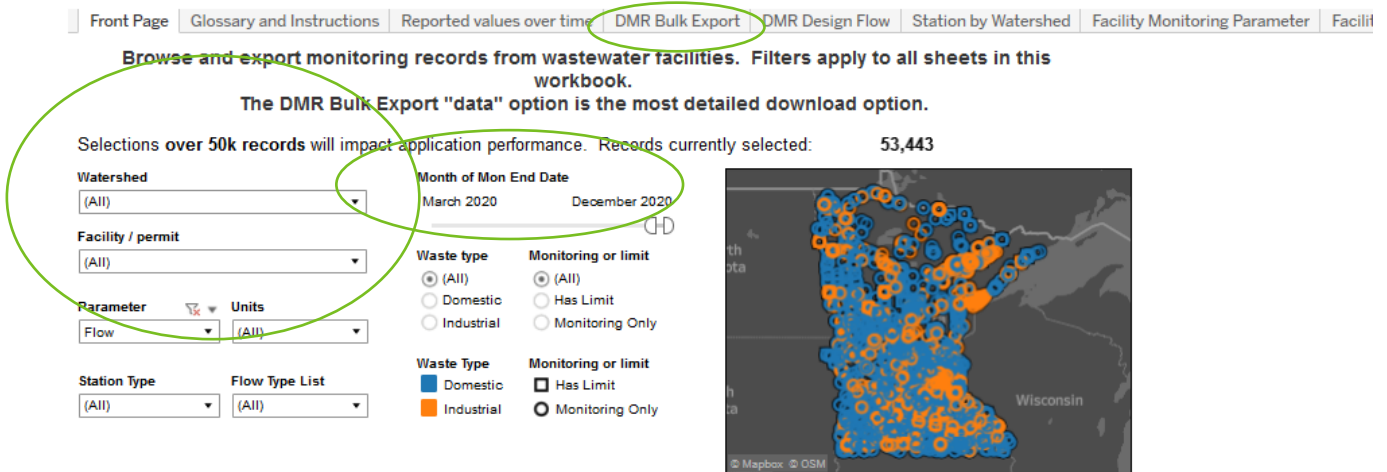 Front Page Glossary and Instructions Reported values over time DMR Bulk Export DMR Design Flow Station by Watershed Facility Monitoring Parameter
Browse and export monitoring records from wastewater facilities. Filters apply to all sheets in this
workbook.
The DMR Bulk Export "data" option is the most detailed download option.
Selections over 50k records will impact application performance. Records currently selected: 53,443
Watershed
(All)
Facility / permit
(All)
Parameter Units
Flow (All)
Station Type Flow Type List
(All) (All)
Month of Mon End Date
March 2020 December 2020
Waste type Monitoring or limit
(All) (All)
Domestic Has Limit
Industrial Monitoring Only
Waste Type Monitoring or limit
Domestic Has Limit
Industrial Monitoring Only
Wisconsin
© Mapbox © OSM